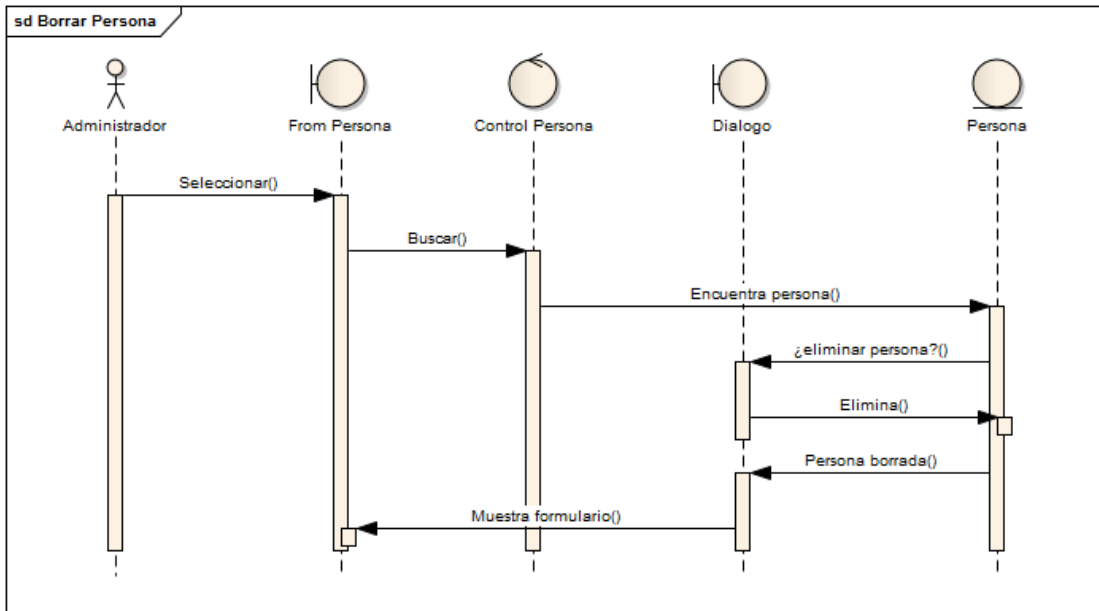 sd Borrar Persona
Administrador
From Persona
Control Persona
Dialogo
Persona
Seleccionar()
Buscar()
Encuentra persona()
¿eliminar persona?()
Elimina()
Persona borrada()
Muestra formulario()